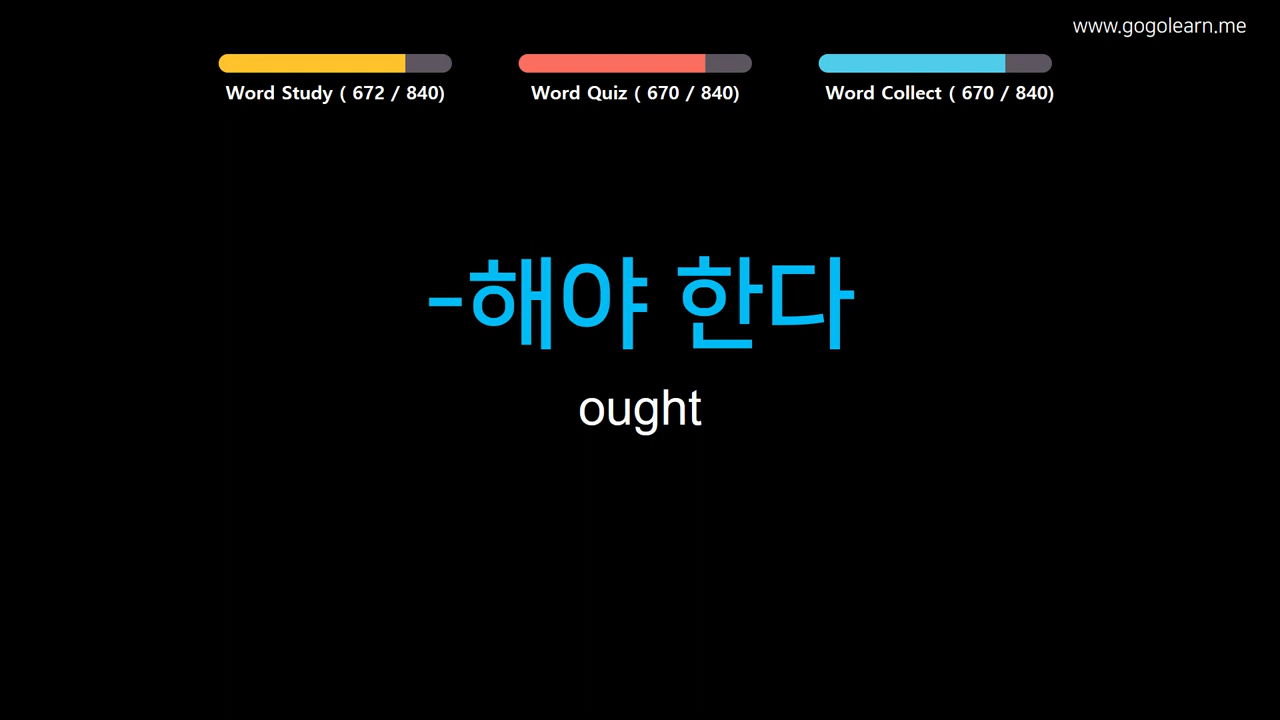 www.gogolearn.me
Word Study ( 672 / 840)
Word Quiz ( 670 / 840)
Word Collect ( 670 / 840)
-해야 한다
ought